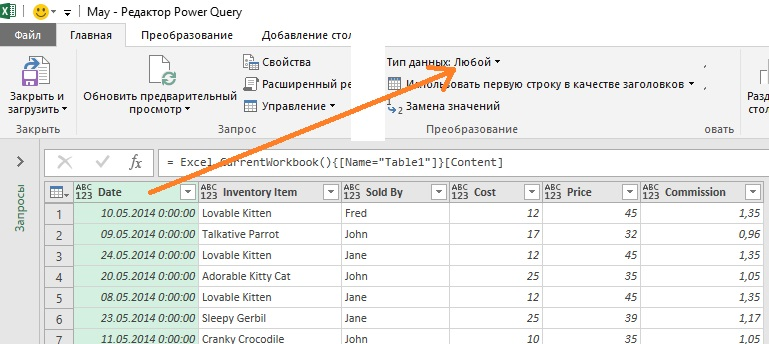 May - Редактор Power Query
Файл Главная Преобразование Добавление стол
Закрыть и загрузить
Закрыть
Обновить предварительный просмотр
Свойства
Расширенный ре
Управление
Запрос
Тип данных: Любой
Использовать первую строку в качестве заголовков
1 2 Замена значений
Преобразование
овать
Разд
стол
Запросы
fx = Excel.CurrentWorkbook(){[Name="Table1"]}[Content]
ABC 123 Date ABC 123 Inventory Item ABC 123 Sold By ABC 123 Cost ABC 123 Price ABC 123 Commission
1 10.05.2014 0:00:00 Lovable Kitten Fred 12 45 1,35
2 09.05.2014 0:00:00 Talkative Parrot John 17 32 0,96
3 24.05.2014 0:00:00 Lovable Kitten Jane 12 45 1,35
4 20.05.2014 0:00:00 Adorable Kitty Cat John 25 35 1,05
5 08.05.2014 0:00:00 Lovable Kitten Jane 12 45 1,35
6 23.05.2014 0:00:00 Sleepy Gerbil Jane 25 39 1,17
7 11.05.2014 0:00:00 Cranky Crocodile John 10 35 1,05